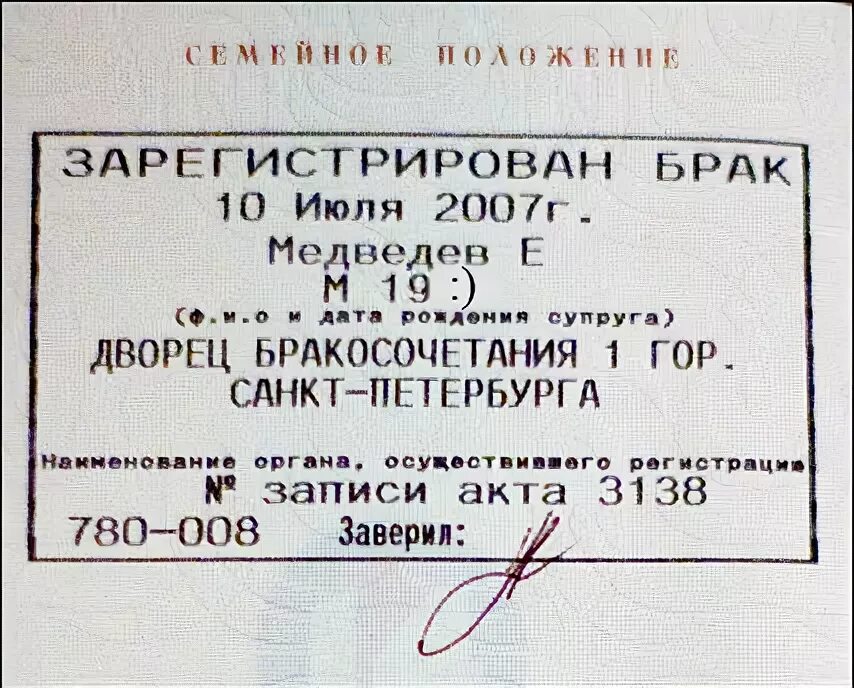 СЕМЕЙНОЕ ПОЛОЖЕНИЕ
ЗАРЕГИСТРИРОВАН БРАК
10 Июля 2007г.
Медведев Е
М 19 :)
(ф.и.о и дата рождения супруга)
ДВОРЕЦ БРАКОСОЧЕТАНИЯ 1 ГОР.
САНКТ-ПЕТЕРБУРГА
Наименование органа, осуществившего регистрацию
№ записи акта 3138
780-008 Заверил: